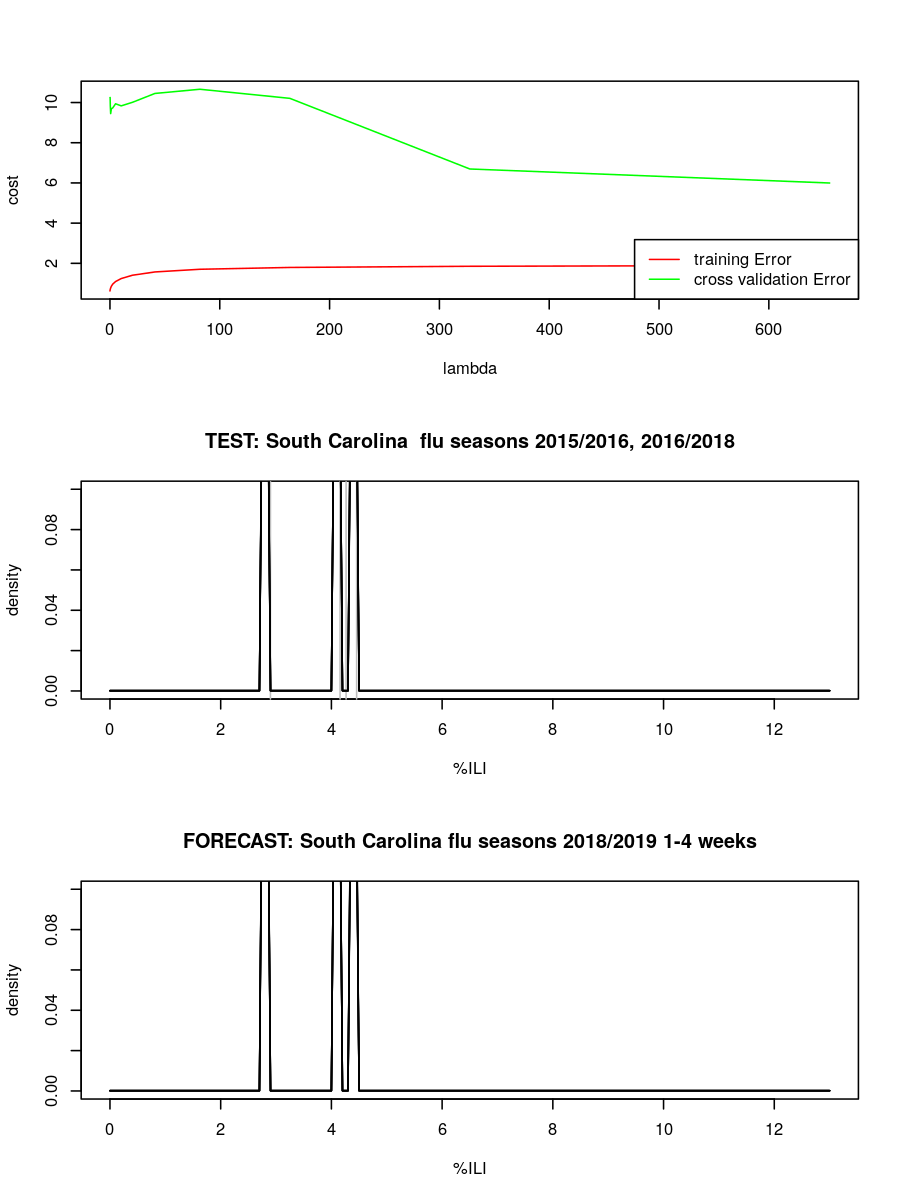 10
8
6
4
2
cost
training Error
cross validation Error
0 100 200 300 400 500 600
lambda
TEST: South Carolina  flu seasons 2015/2016, 2016/2018
0.08
0.04
0.00
density
0 2 4 6 8 10 12
%ILI
FORECAST: South Carolina flu seasons 2018/2019 1-4 weeks
0.08
0.04
0.00
density
0 2 4 6 8 10 12
%ILI